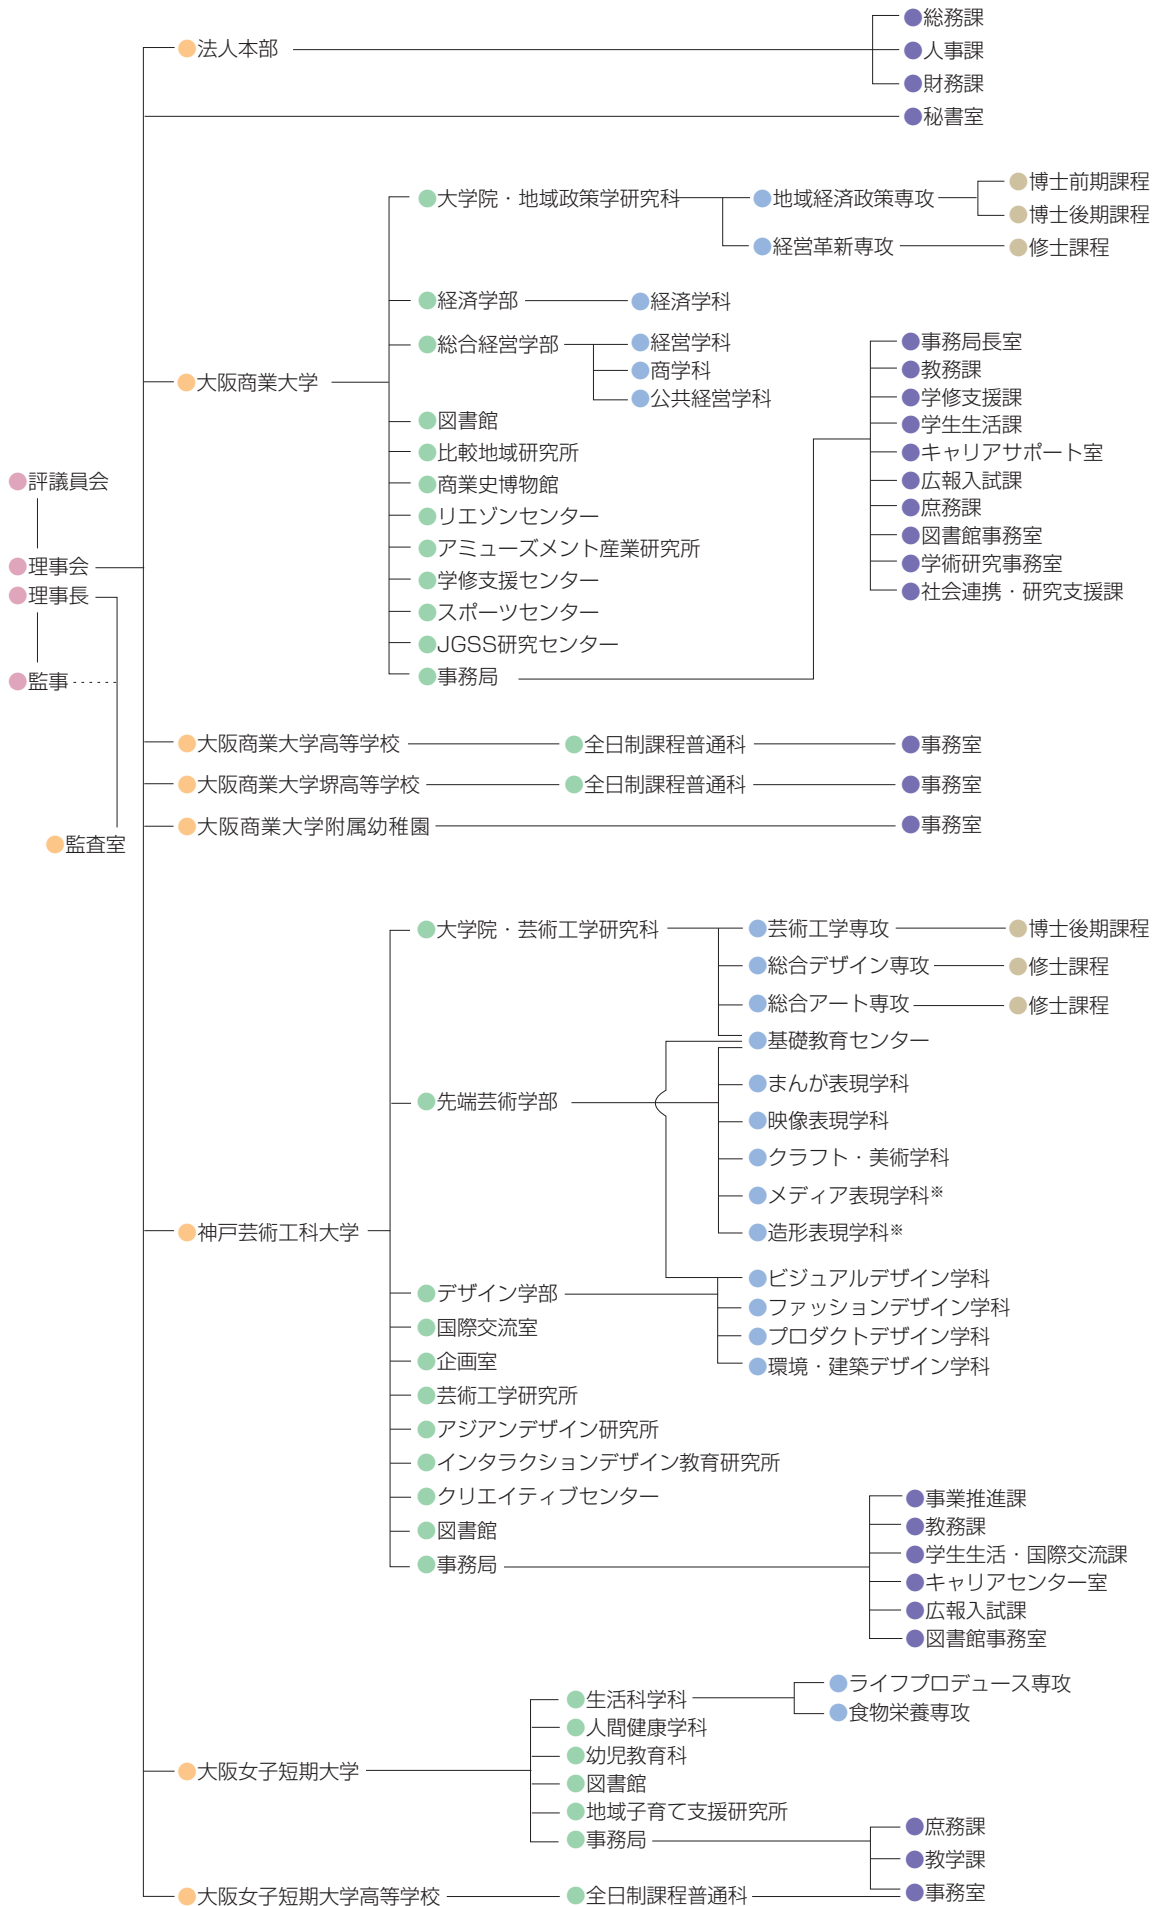 総務課
法人本部
人事課
財務課
秘書室
博士前期課程
大学院・地域政策学研究科
地域経済政策専攻
博士後期課程
経営革新専攻
修士課程
経済学部
経済学科
総合経営学部
経営学科
商学科
公共経営学科
大阪商業大学
図書館
比較地域研究所
商業史博物館
リエゾンセンター
アミューズメント産業研究所
学修支援センター
スポーツセンター
JGSS研究センター
事務局
事務局長室
教務課
学修支援課
学生生活課
キャリアサポート室
広報入試課
庶務課
図書館事務室
学術研究事務室
社会連携・研究支援課
評議員会
理事会
理事長
監事
監査室
大阪商業大学高等学校
全日制課程普通科
事務室
大阪商業大学堺高等学校
全日制課程普通科
事務室
大阪商業大学附属幼稚園
事務室
大学院・芸術工学研究科
芸術工学専攻
博士後期課程
総合デザイン専攻
修士課程
総合アート専攻
修士課程
基礎教育センター
先端芸術学部
まんが表現学科
映像表現学科
クラフト・美術学科
メディア表現学科※
造形表現学科※
神戸芸術工科大学
デザイン学部
ビジュアルデザイン学科
ファッションデザイン学科
プロダクトデザイン学科
環境・建築デザイン学科
国際交流室
企画室
芸術工学研究所
アジアンデザイン研究所
インタラクションデザイン教育研究所
クリエイティブセンター
図書館
事務局
事業推進課
教務課
学生生活・国際交流課
キャリアセンター室
広報入試課
図書館事務室
大阪女子短期大学
生活科学科
ライフプロデュース専攻
食物栄養専攻
人間健康学科
幼児教育科
図書館
地域子育て支援研究所
事務局
庶務課
教学課
事務室
大阪女子短期大学高等学校
全日制課程普通科